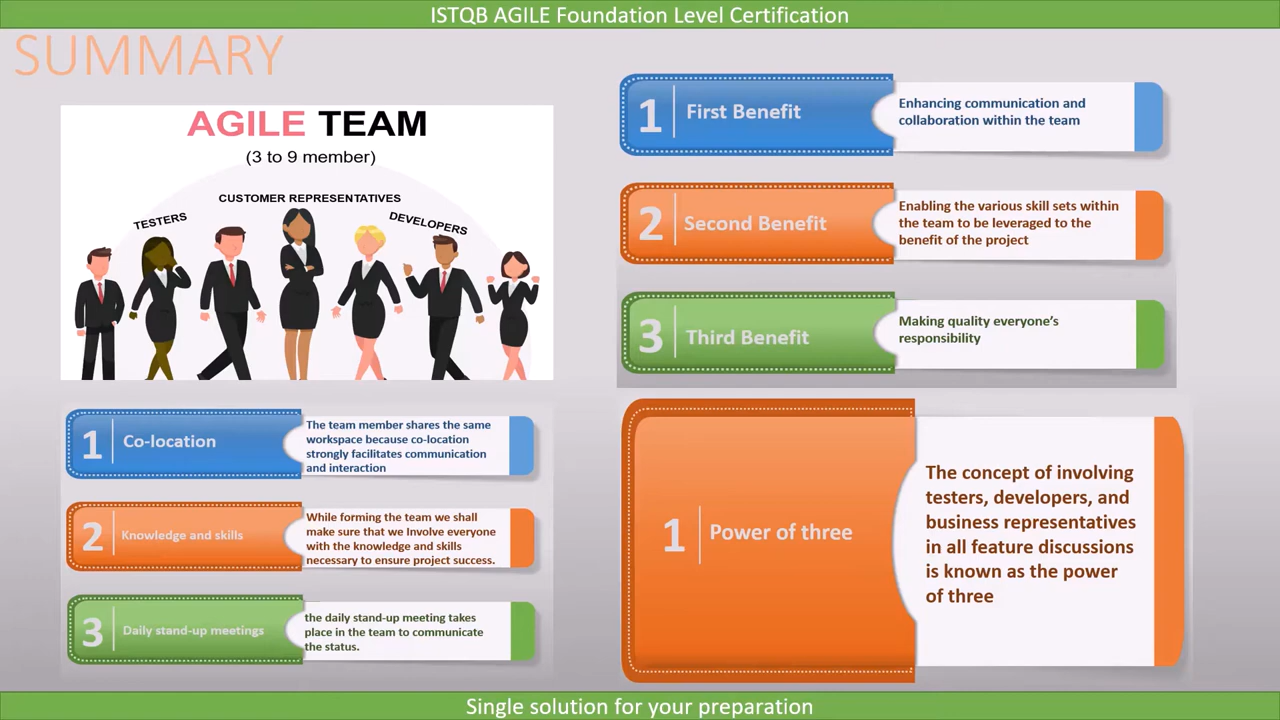 ISTQB AGILE Foundation Level Certification
SUMMARY
AGILE TEAM
(3 to 9 member)
CUSTOMER REPRESENTATIVES
TESTERS
DEVELOPERS
1
First Benefit
Enhancing communication and
collaboration within the team
2
Second Benefit
Enabling the various skill sets within
the team to be leveraged to the
benefit of the project
3
Third Benefit
Making quality everyone's
responsibility
1
Co-location
The team member shares the same
workspace because co-location
strongly facilitates communication
and interaction
2
Knowledge and skills
While forming the team we shall
make sure that we Involve everyone
with the knowledge and skills
necessary to ensure project success.
3
Daily stand-up meetings
the daily stand-up meeting takes
place in the team to communicate
the status.
1
Power of three
The concept of involving
testers, developers, and
business representatives
in all feature discussions
is known as the power
of three
Single solution for your preparation